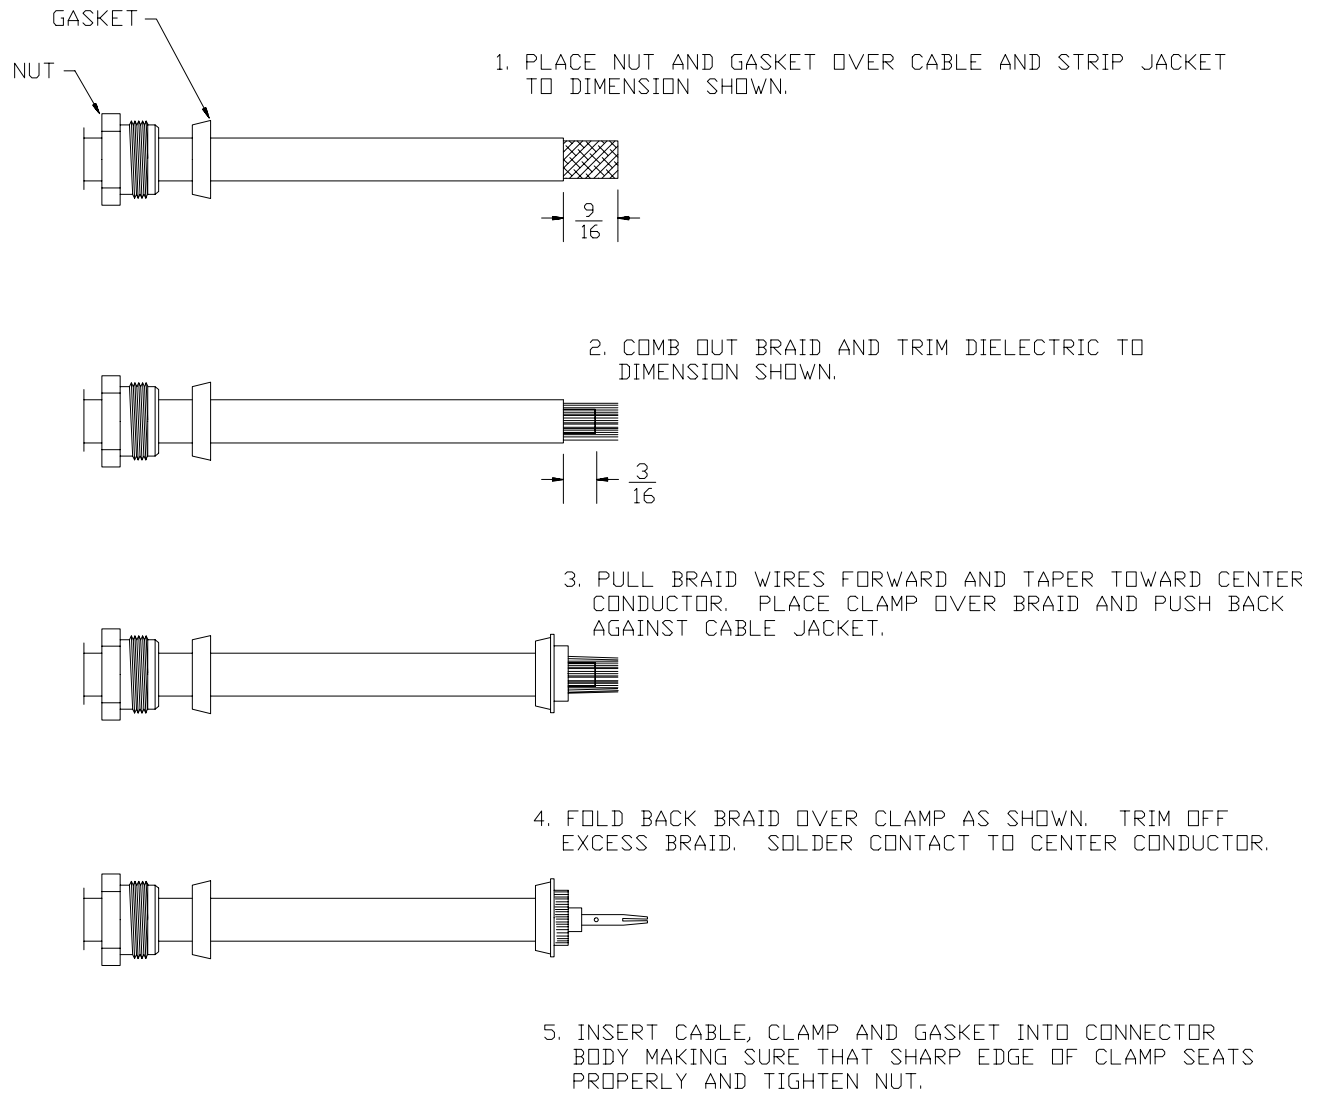 GASKET
NUT
1. PLACE NUT AND GASKET OVER CABLE AND STRIP JACKET
TO DIMENSION SHOWN.
9
16
2. COMB OUT BRAID AND TRIM DIELECTRIC TO
DIMENSION SHOWN.
3
16
3. PULL BRAID WIRES FORWARD AND TAPER TOWARD CENTER
CONDUCTOR. PLACE CLAMP OVER BRAID AND PUSH BACK
AGAINST CABLE JACKET.
4. FOLD BACK BRAID OVER CLAMP AS SHOWN. TRIM OFF
EXCESS BRAID. SOLDER CONTACT TO CENTER CONDUCTOR.
5. INSERT CABLE, CLAMP AND GASKET INTO CONNECTOR
BODY MAKING SURE THAT SHARP EDGE OF CLAMP SEATS
PROPERLY AND TIGHTEN NUT.